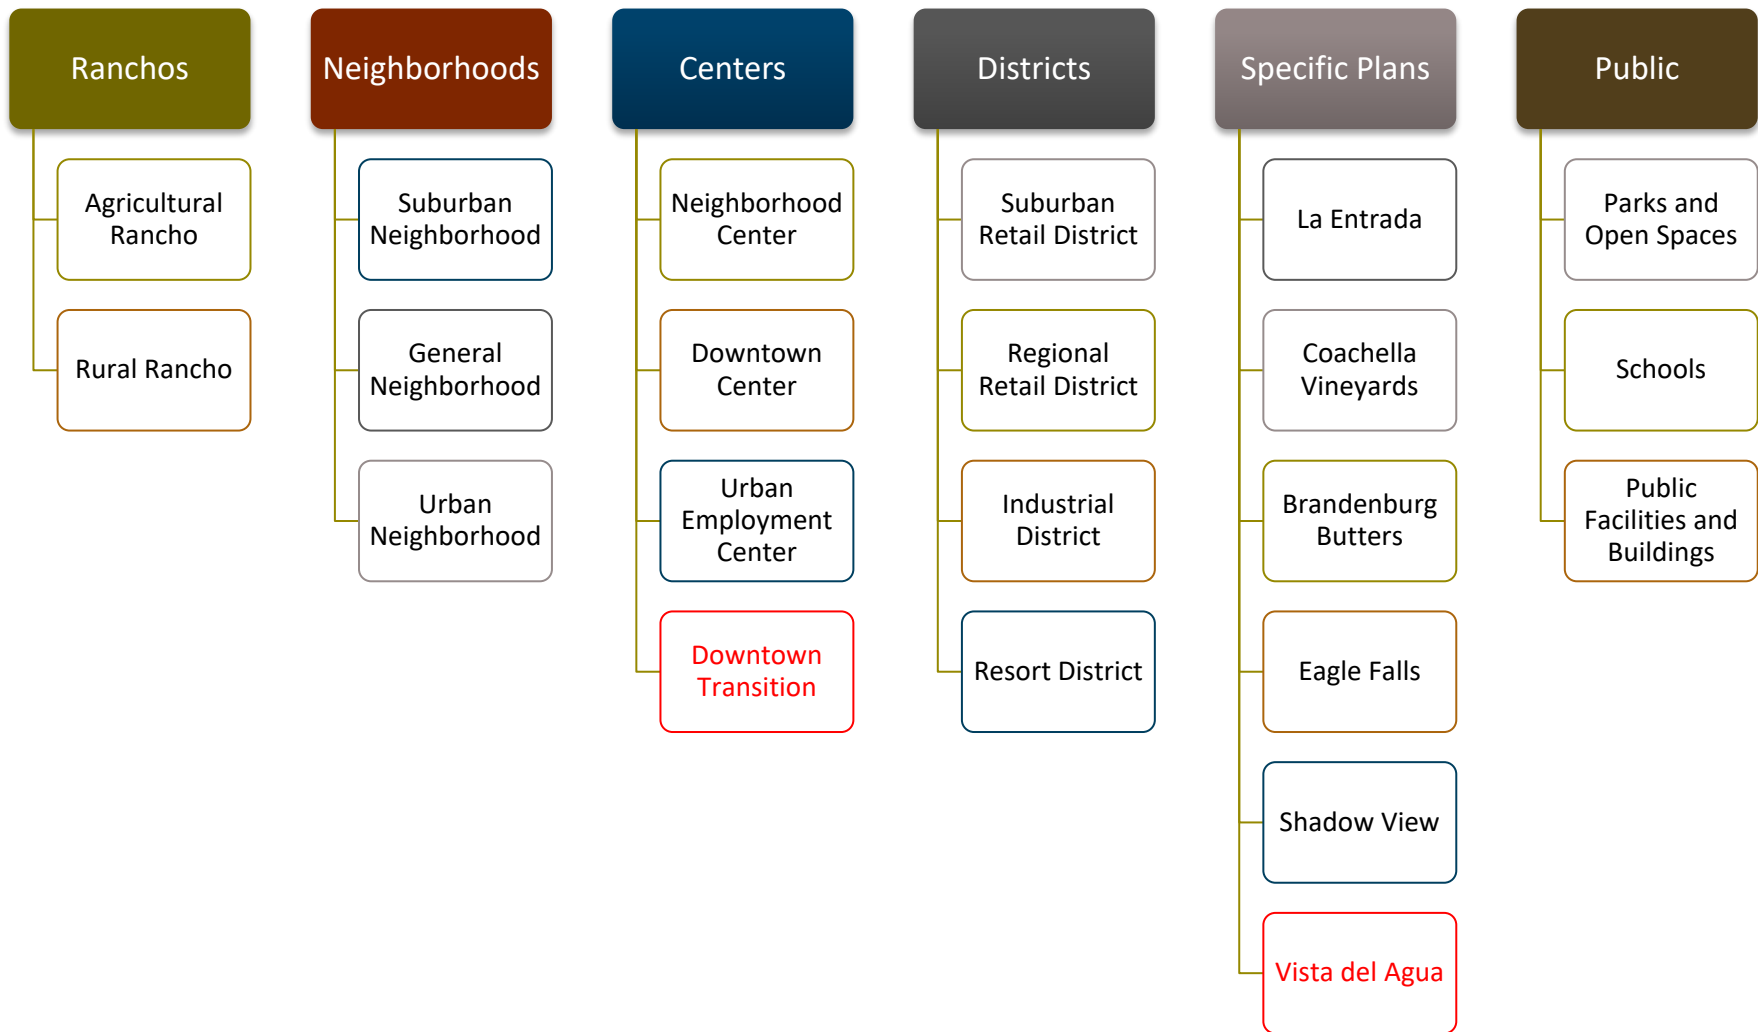 Ranchos
Agricultural
Rancho
Rural Rancho
Neighborhoods
Suburban
Neighborhood
General
Neighborhood
Urban
Neighborhood
Centers
Neighborhood
Center
Downtown
Center
Urban
Employment
Center
Downtown
Transition
Districts
Suburban
Retail District
Regional
Retail District
Industrial
District
Resort District
Specific Plans
La Entrada
Coachella
Vineyards
Brandenburg
Butters
Eagle Falls
Shadow View
Vista del Agua
Public
Parks and
Open Spaces
Schools
Public
Facilities and
Buildings